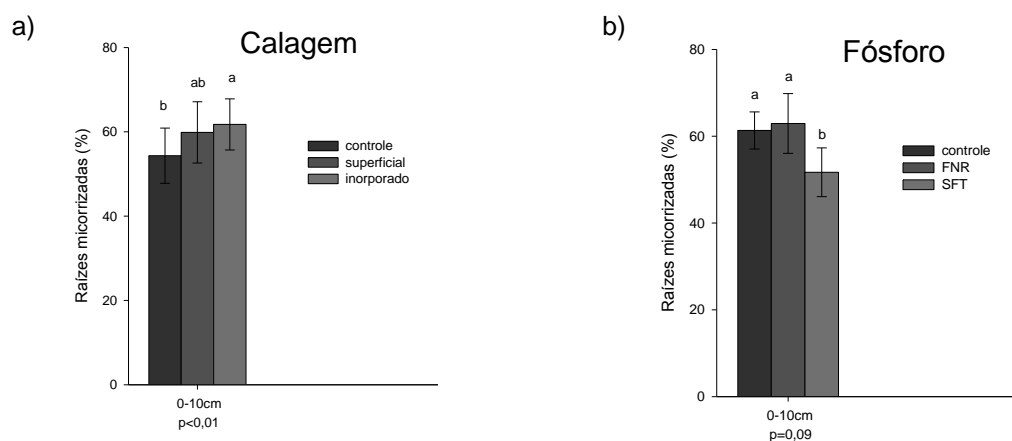 a)
Calagem
80
b
ab
a
60
40
20
0
Raízes micorrizadas (%)
controle
superficial
inorporado
0-10cm
p<0,01
b)
Fósforo
80
a
a
b
60
40
20
0
Raízes micorrizadas (%)
controle
FNR
SFT
0-10cm
p=0,09